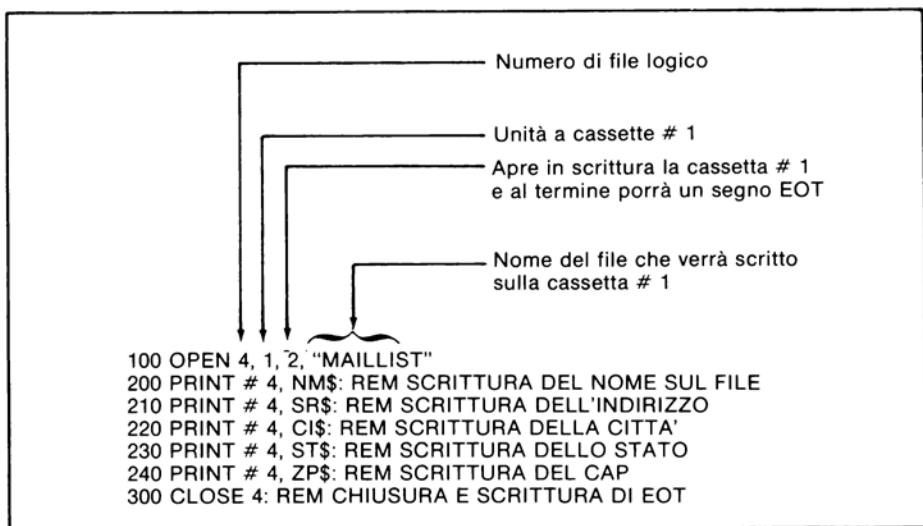 Numero di file logico
Unità a cassette # 1
Apre in scrittura la cassetta # 1
e al termine porrà un segno EOT
Nome del file che verrà scritto
sulla cassetta # 1
100 OPEN 4, 1, 2, "MAILLIST"
200 PRINT # 4, NM$: REM SCRITTURA DEL NOME SUL FILE
210 PRINT # 4, SR$: REM SCRITTURA DELL'INDIRIZZO
220 PRINT # 4, CI$: REM SCRITTURA DELLA CITTA'
230 PRINT # 4, ST$: REM SCRITTURA DELLO STATO
240 PRINT # 4, ZP$: REM SCRITTURA DEL CAP
300 CLOSE 4: REM CHIUSURA E SCRITTURA DI EOT